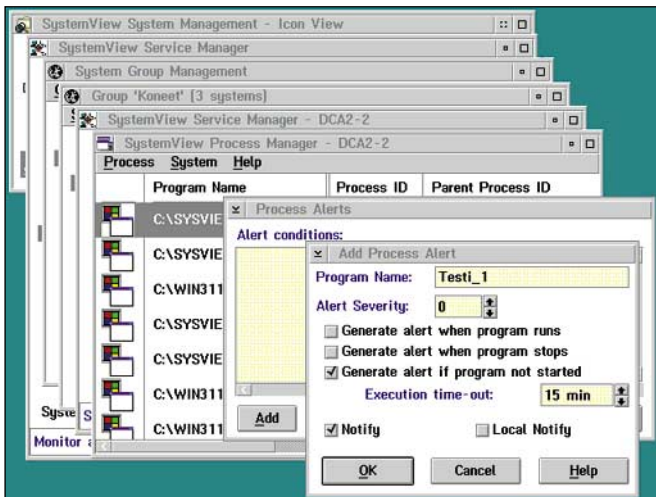 SystemView System Management - Icon View
SystemView Service Manager
System Group Management
Group 'Koneet' (3 systems)
SystemView Service Manager - DCA2-2
SystemView Process Manager - DCA2-2
Process System Help
Program Name Process ID Parent Process ID
C:\SYSVIE
C:\SYSVIE
C:\WIN311
C:\SYSVIE
C:\SYSVIE
C:\WIN311
C:\WIN311
Process Alerts
Alert conditions:
Add
Add Process Alert
Program Name: Testi_1
Alert Severity: 0
Generate alert when program runs
Generate alert when program stops
Generate alert if program not started
Execution time-out: 15 min
Notify Local Notify
OK Cancel Help
Syste S
Monitor a